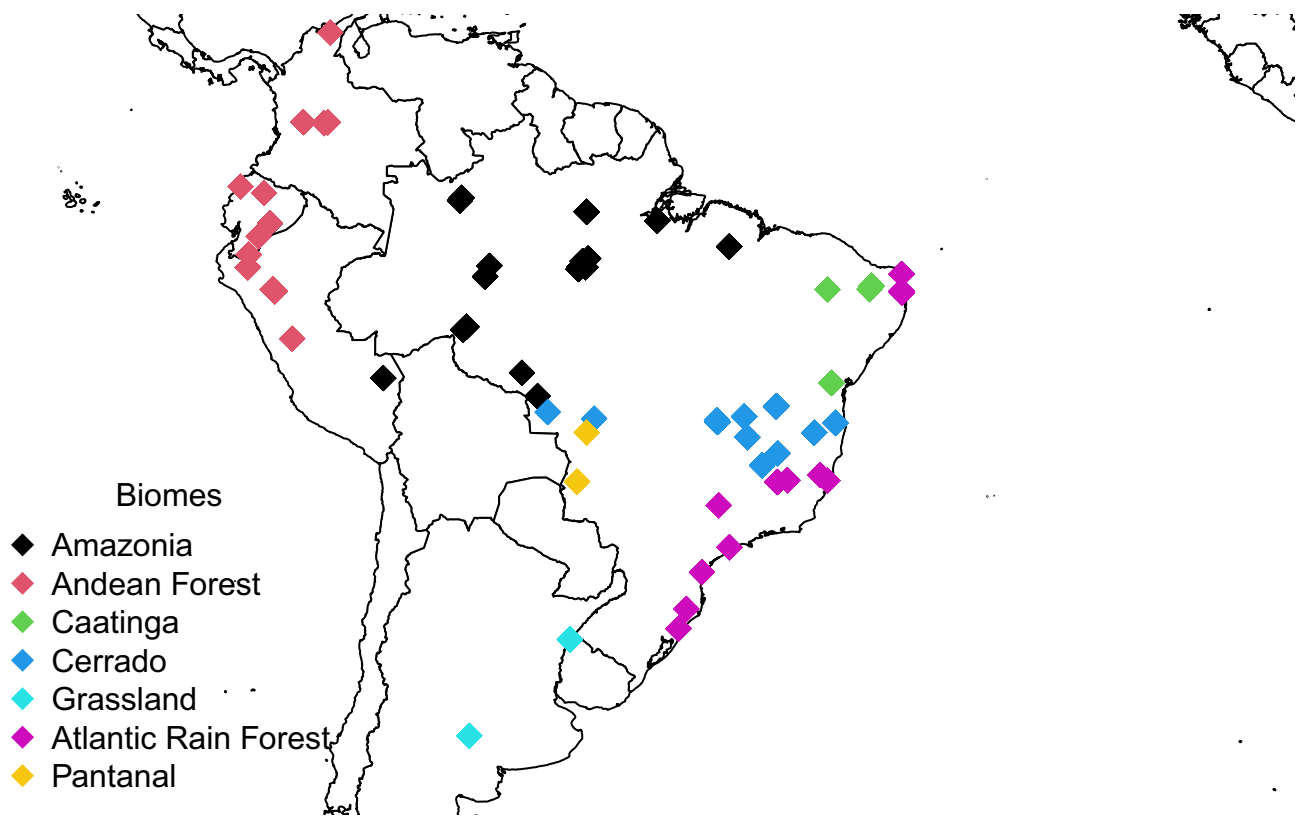 Biomes
Amazonia
Andean Forest
Caatinga
Cerrado
Grassland
Atlantic Rain Forest
Pantanal